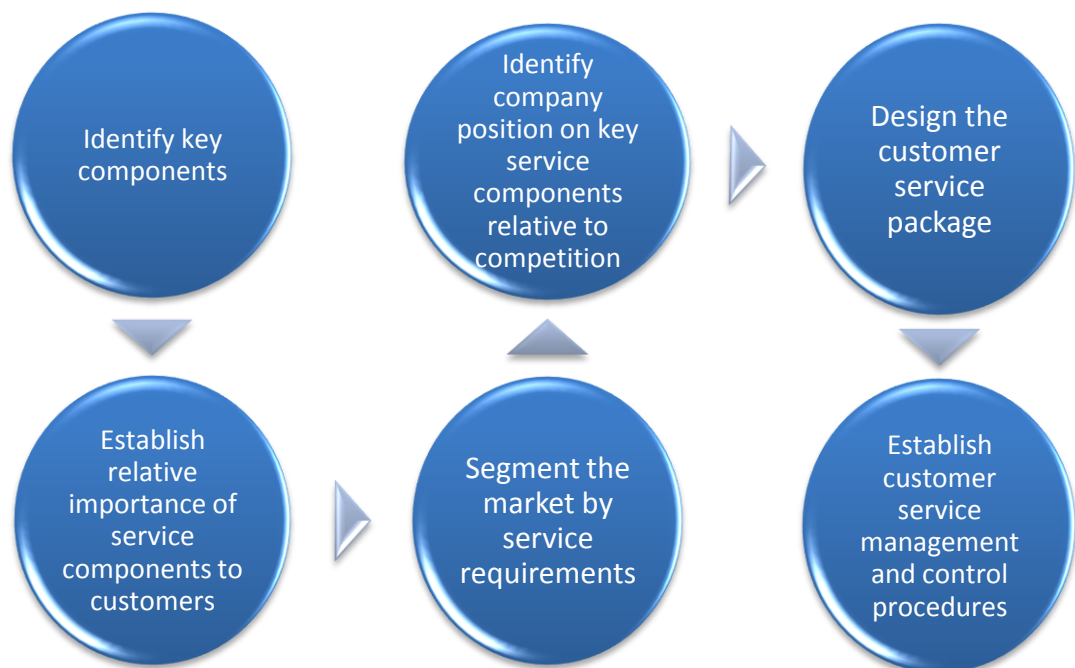 Identify key
components
Establish
relative
importance of
service
components to
customers
Segment the
market by
service
requirements
Identify
company
position on key
service
components
relative to
competition
Design the
customer
service
package
Establish
customer
service
management
and control
procedures